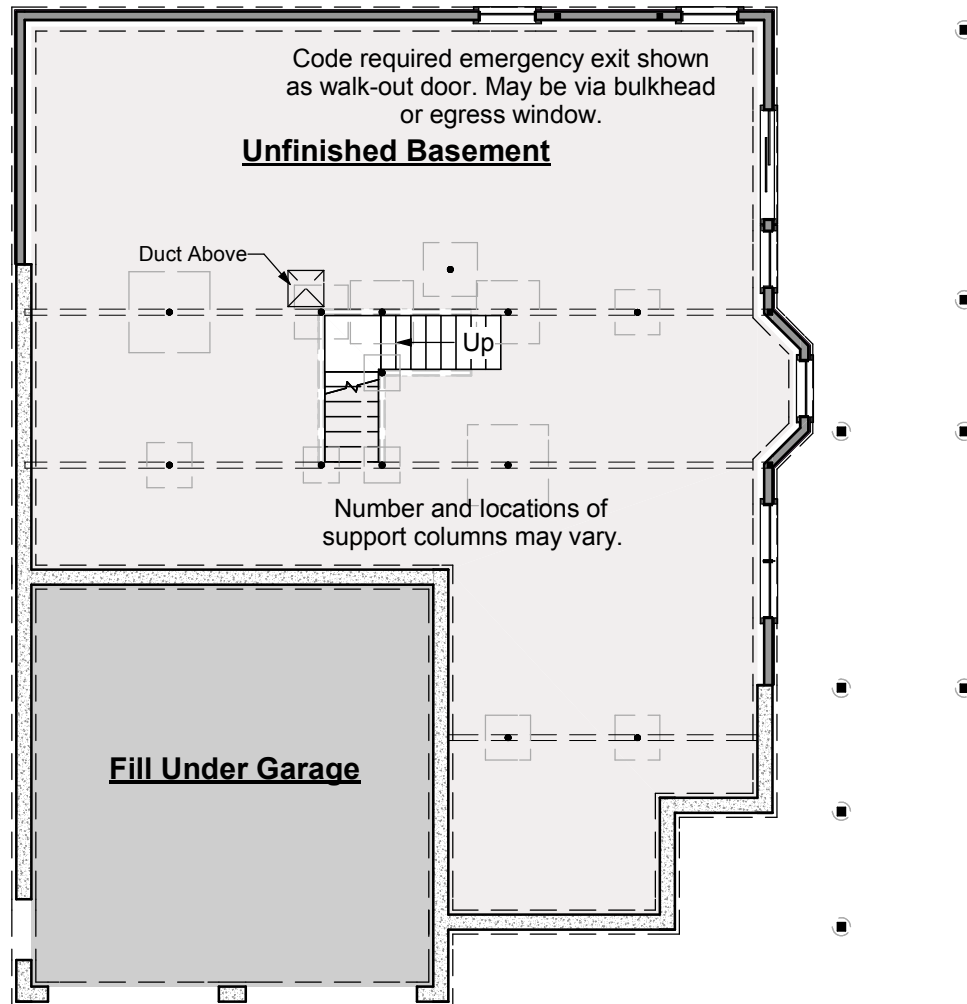 Code required emergency exit shown
as walk-out door. May be via bulkhead
or egress window.
Unfinished Basement
Duct Above
Up
Number and locations of
support columns may vary.
Fill Under Garage